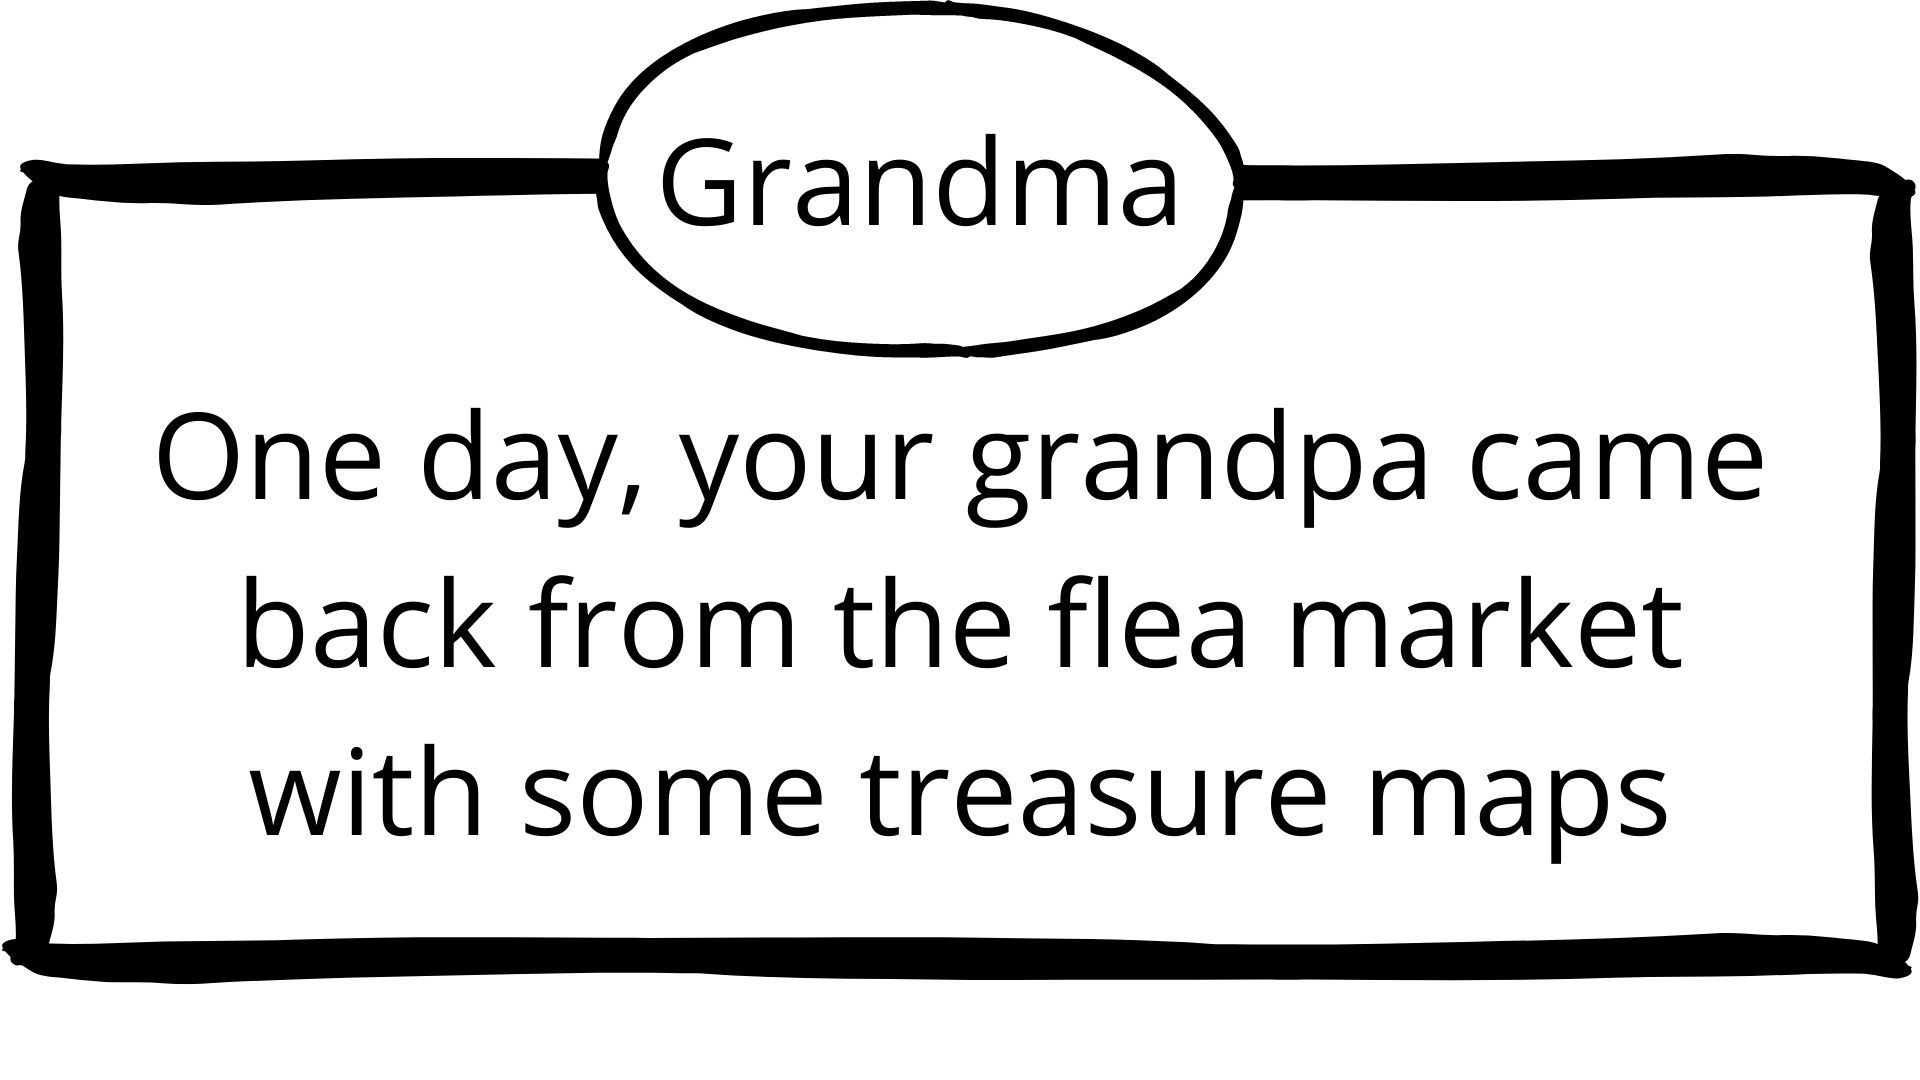 Grandma
One day, your grandpa came
back from the flea market
with some treasure maps